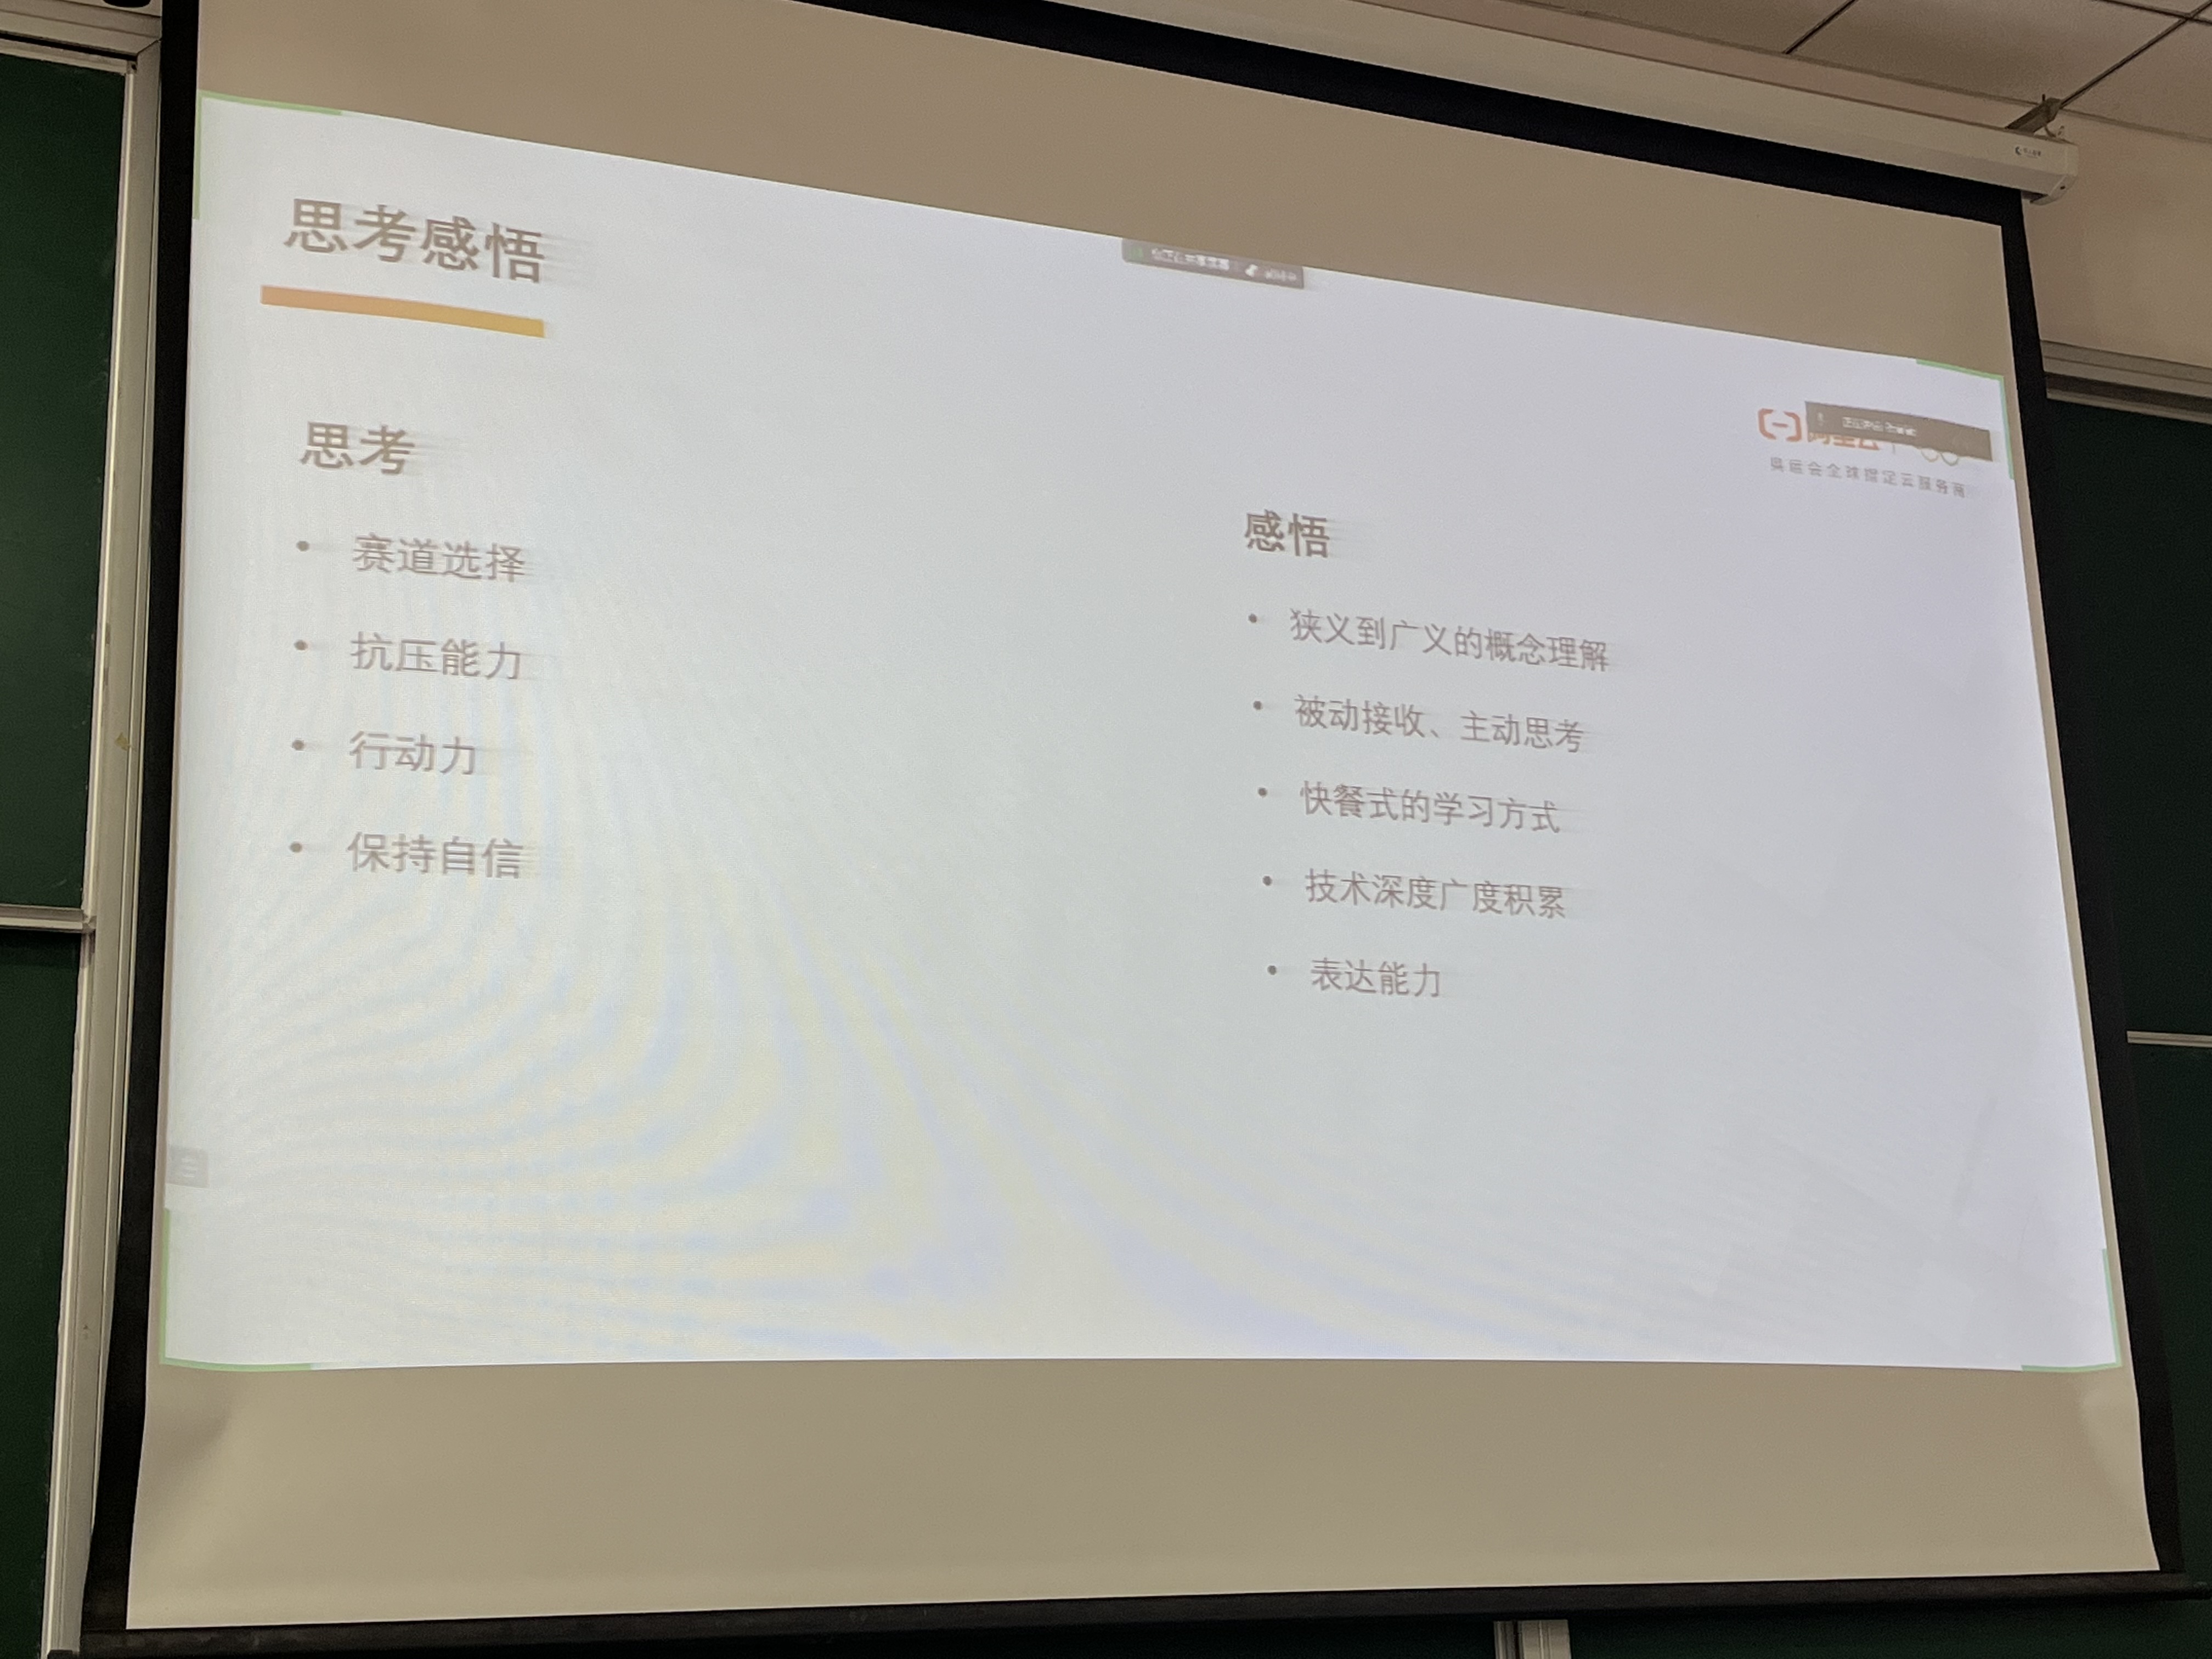 思考感悟
思考
赛道选择
抗压能力
行动力
保持自信
奥运会全球指定云服务商
感悟
狭义到广义的概念理解
被动接收、主动思考
快餐式的学习方式
技术深度广度积累
表达能力